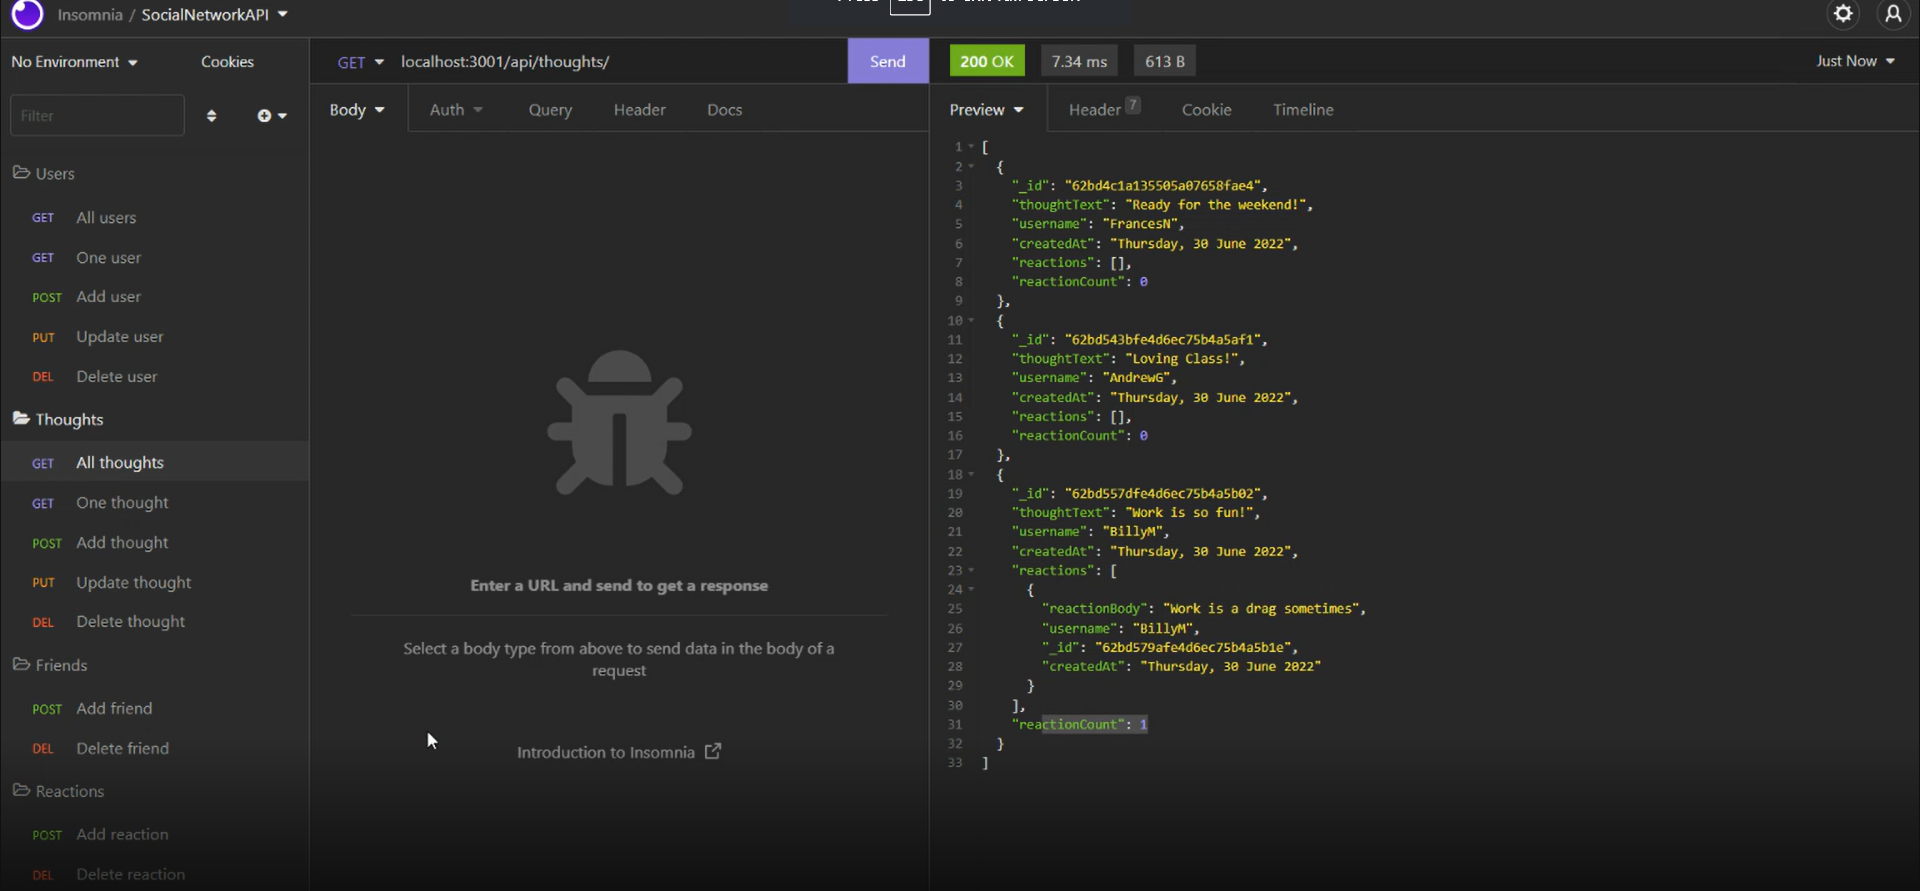 Insomnia / SocialNetworkAPI
No Environment
Cookies
Filter
Users
GET All users
GET One user
POST Add user
PUT Update user
DEL Delete user
Thoughts
GET All thoughts
GET One thought
POST Add thought
PUT Update thought
DEL Delete thought
Friends
POST Add friend
DEL Delete friend
Reactions
POST Add reaction
DEL Delete reaction
GET localhost:3001/api/thoughts/ Send
Body Auth Query Header Docs
Enter a URL and send to get a response
Select a body type from above to send data in the body of a
request
Introduction to Insomnia
200 OK 7.34 ms 613 B Just Now
Preview Header 7 Cookie Timeline
1 [
2 {
3 "_id": "62bd4c1a135505a07658fae4",
4 "thoughtText": "Ready for the weekend!",
5 "username": "FrancesN",
6 "createdAt": "Thursday, 30 June 2022",
7 "reactions": [],
8 "reactionCount": 0
9 },
10 {
11 "_id": "62bd543bfe4d6ec75b4a5af1",
12 "thoughtText": "Loving Class!",
13 "username": "AndrewG",
14 "createdAt": "Thursday, 30 June 2022",
15 "reactions": [],
16 "reactionCount": 0
17 },
18 {
19 "_id": "62bd557dfe4d6ec75b4a5b02",
20 "thoughtText": "Work is so fun!",
21 "username": "BillyM",
22 "createdAt": "Thursday, 30 June 2022",
23 "reactions": [
24 {
25 "reactionBody": "Work is a drag sometimes",
26 "username": "BillyM",
27 "_id": "62bd579afe4d6ec75b4a5b1e",
28 "createdAt": "Thursday, 30 June 2022"
29 }
30 ],
31 "reactionCount": 1
32 }
33 ]